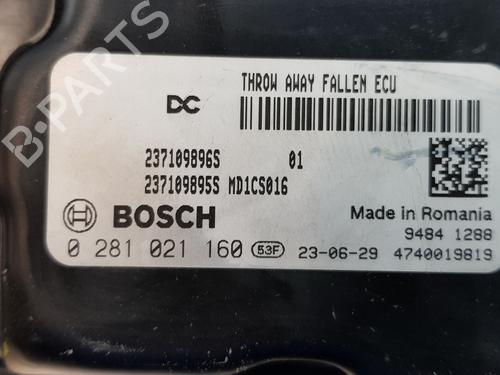 THROW AWAY FALLEN ECU
DC
237109896S 01
237109895S MD1CS016
BOSCH
Made in Romania
9484 1288
0 281 021 160 53F 23-06-29 4740019819
B-PARTS